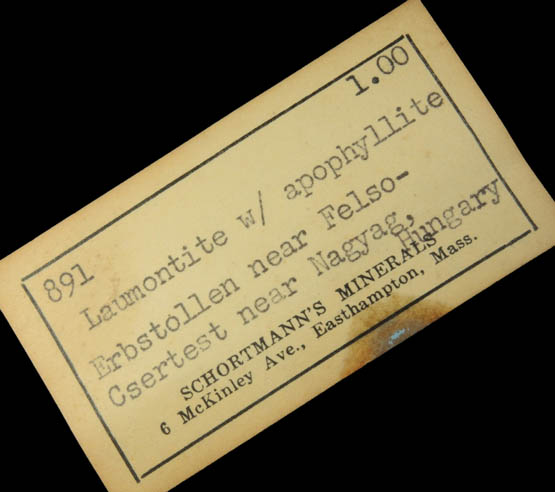 891 1.00
Laumontite w/ apophyllite
Erbstollen near Felso-
Csertest near Nagyag,
Hungary
SCHORTMANN'S MINERALS
6 McKinley Ave., Easthampton, Mass.